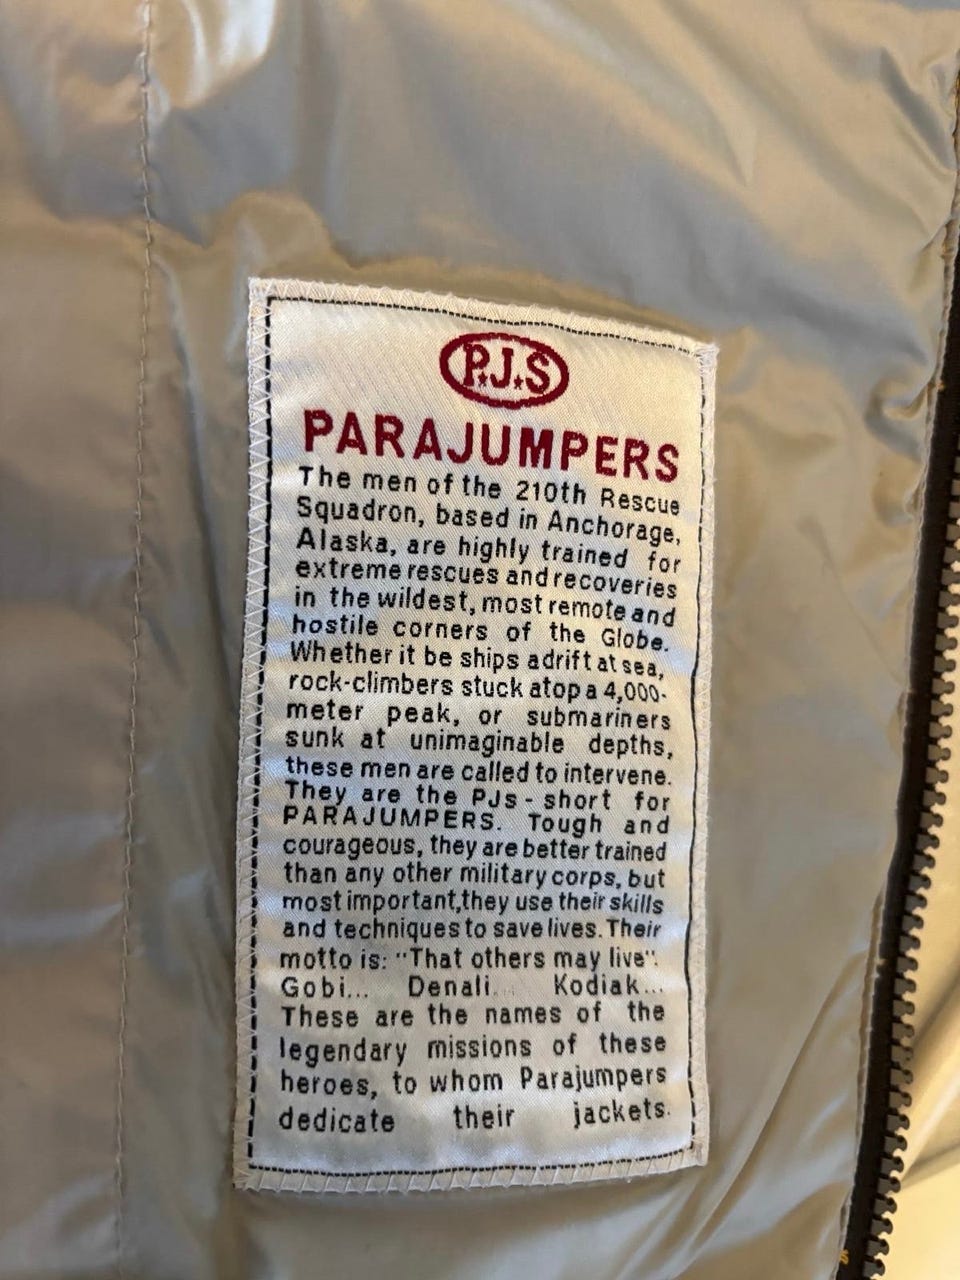 P.J.S
PARAJUMPERS
The men of the 210th Rescue
Squadron, based in Anchorage,
Alaska, are highly trained for
extreme rescues and recoveries
in the wildest, most remote and
hostile corners of the Globe.
Whether it be ships adrift at sea,
rock-climbers stuck atop a 4,000-
meter peak, or submariners
sunk at unimaginable depths,
these men are called to intervene.
They are the PJs - short for
PARAJUMPERS. Tough and
courageous, they are better trained
than any other military corps, but
most important,they use their skills
and techniques to save lives. Their
motto is: "That others may live".
Gobi... Denali... Kodiak...
These are the names of the
legendary missions of these
heroes, to whom Parajumpers
dedicate their jackets.